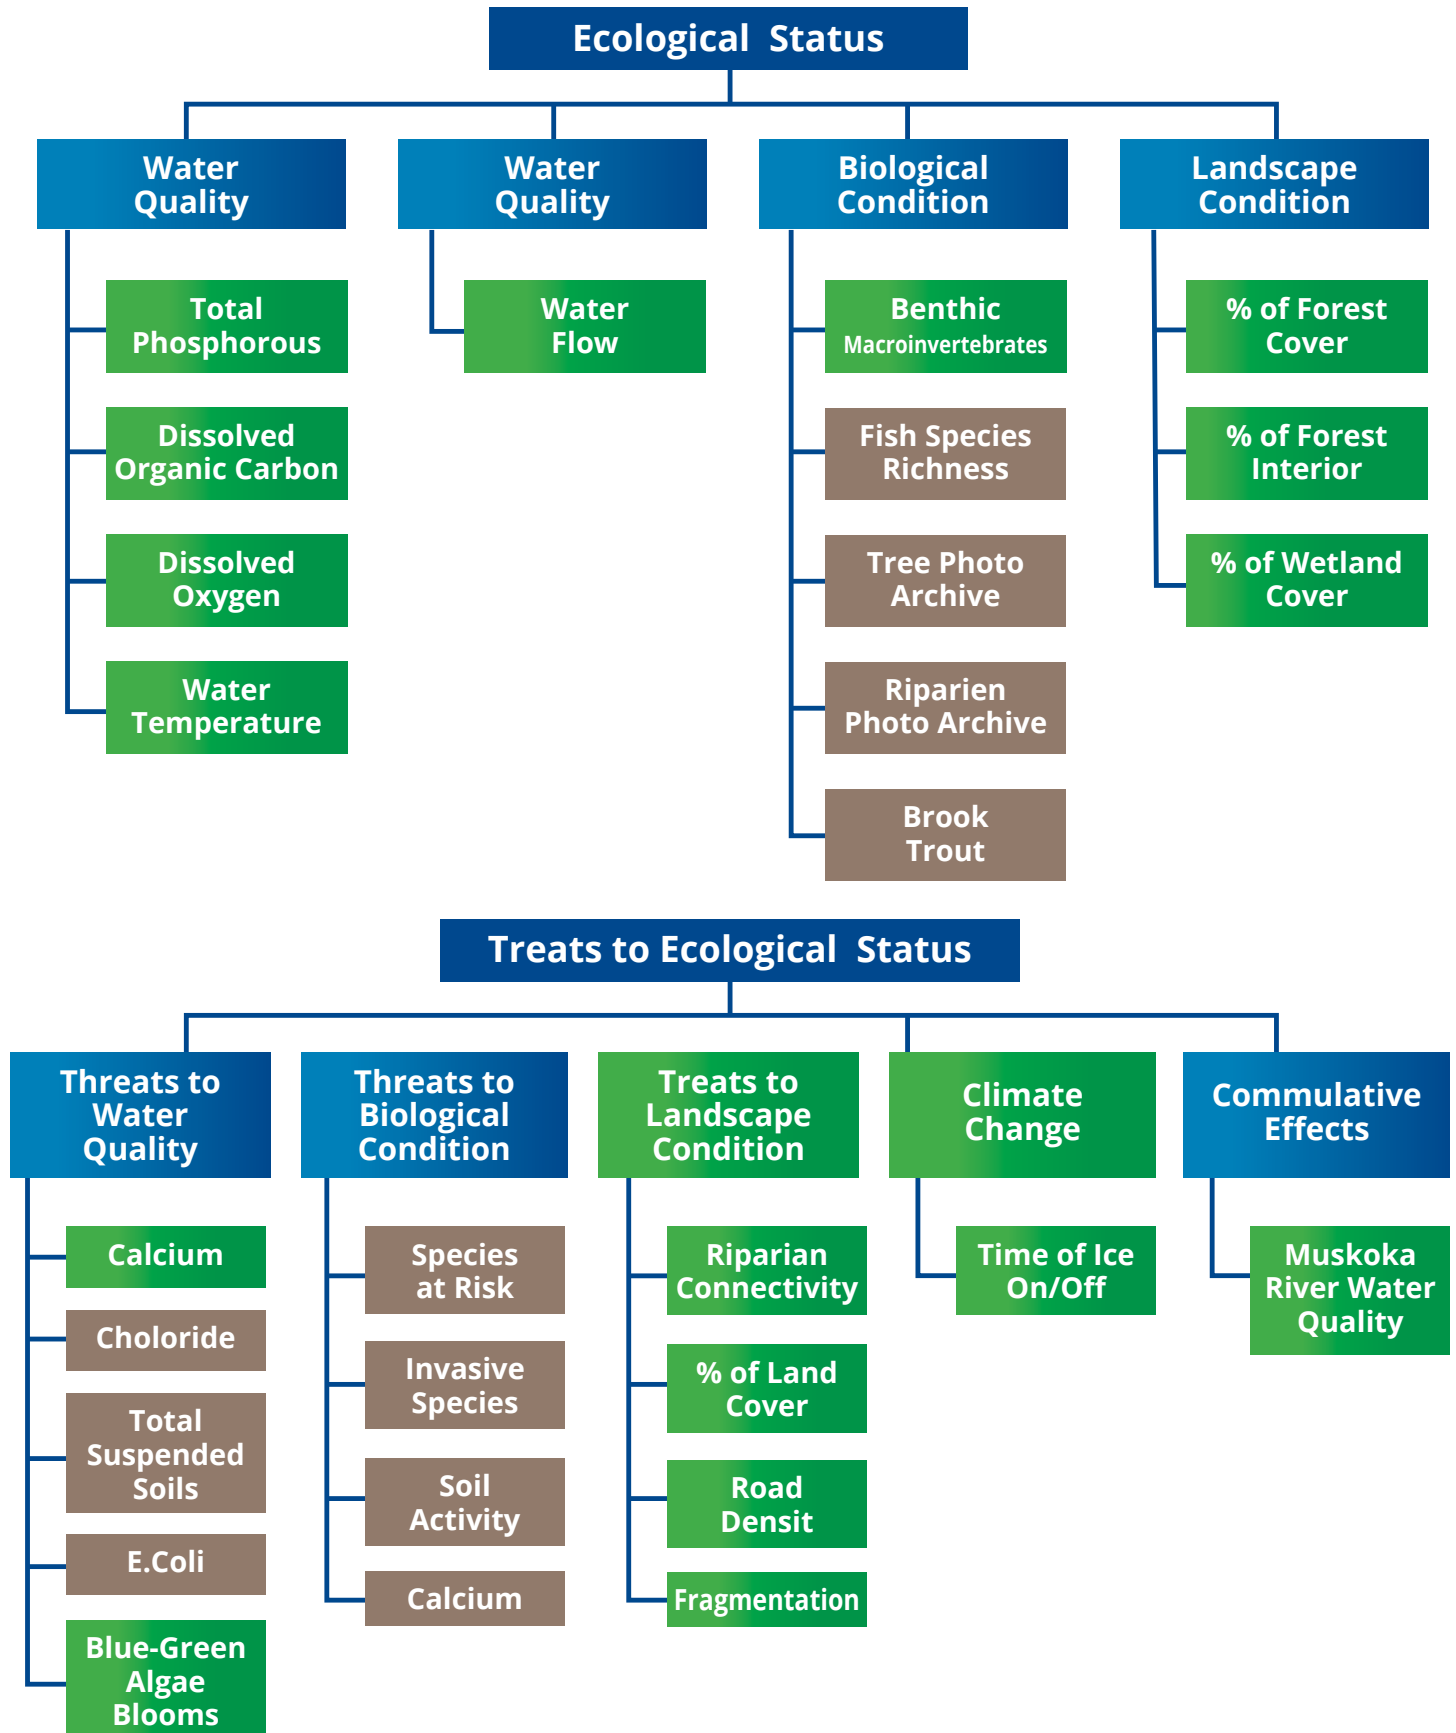 Ecological Status
Water
Quality
Water
Quality
Biological
Condition
Landscape
Condition
Total
Phosphorous
Dissolved
Organic Carbon
Dissolved
Oxygen
Water
Temperature
Water
Flow
Benthic
Macroinvertebrates
Fish Species
Richness
Tree Photo
Archive
Riparien
Photo Archive
Brook
Trout
% of Forest
Cover
% of Forest
Interior
% of Wetland
Cover
Treats to Ecological Status
Threats to
Water
Quality
Threats to
Biological
Condition
Treats to
Landscape
Condition
Climate
Change
Commulative
Effects
Calcium
Choloride
Total
Suspended
Soils
E.Coli
Blue-Green
Algae
Blooms
Species
at Risk
Invasive
Species
Soil
Activity
Calcium
Riparian
Connectivity
% of Land
Cover
Road
Densit
Fragmentation
Time of Ice
On/Off
Muskoka
River Water
Quality